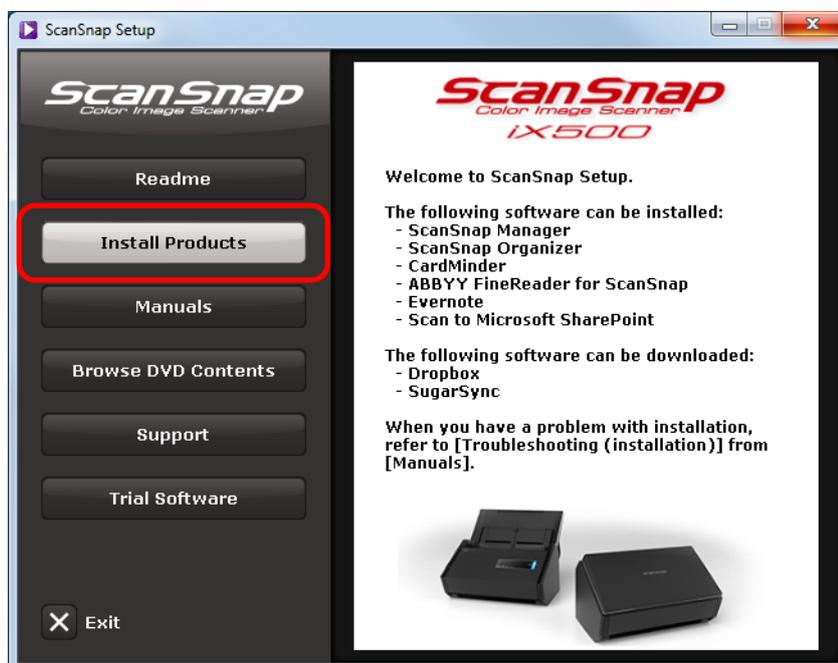 ScanSnap Setup
ScanSnap
Color Image Scanner
Readme
Install Products
Manuals
Browse DVD Contents
Support
Trial Software
Exit
ScanSnap
Color Image Scanner
iX500
Welcome to ScanSnap Setup.
The following software can be installed:
- ScanSnap Manager
- ScanSnap Organizer
- CardMinder
- ABBYY FineReader for ScanSnap
- Evernote
- Scan to Microsoft SharePoint
The following software can be downloaded:
- Dropbox
- SugarSync
When you have a problem with installation,
refer to [Troubleshooting (installation)] from
[Manuals].